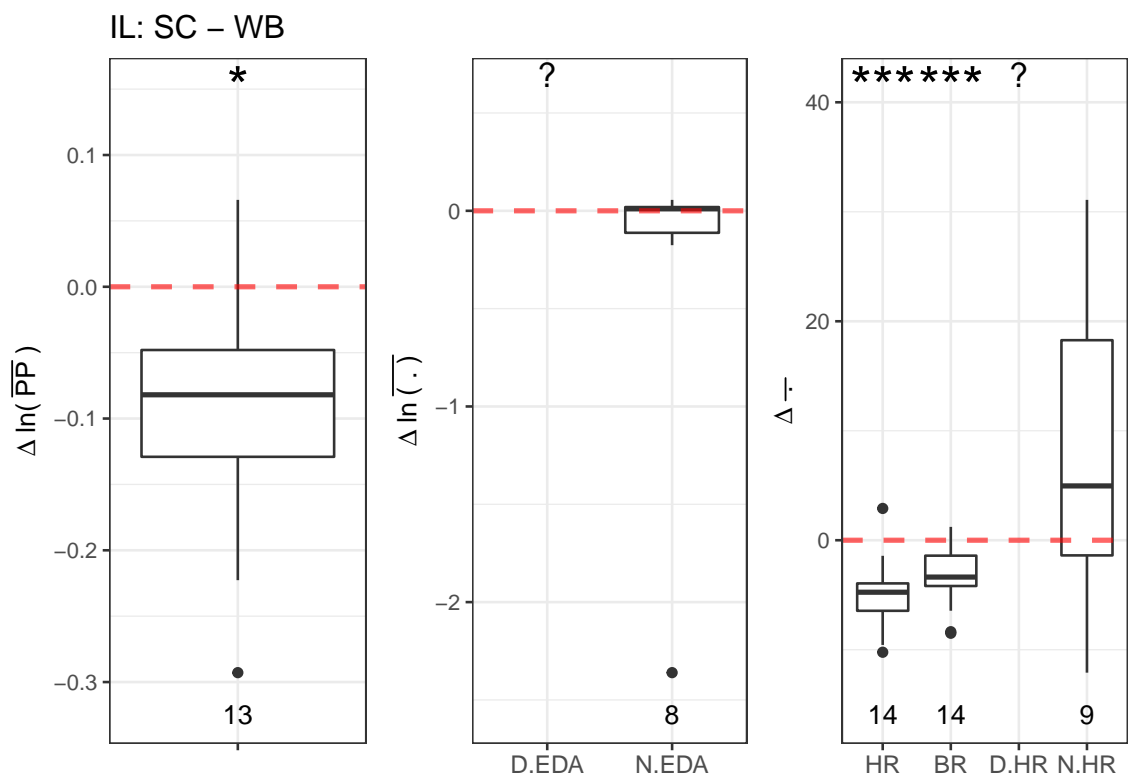 IL: SC − WB
*
0.1
0.0
−0.1
−0.2
−0.3
Δ ln( PP )
13
?
0
−1
−2
Δ ln ( . )
8
D.EDA N.EDA
*** *** ?
40
20
0
Δ .
14 14 9
HR BR D.HR N.HR